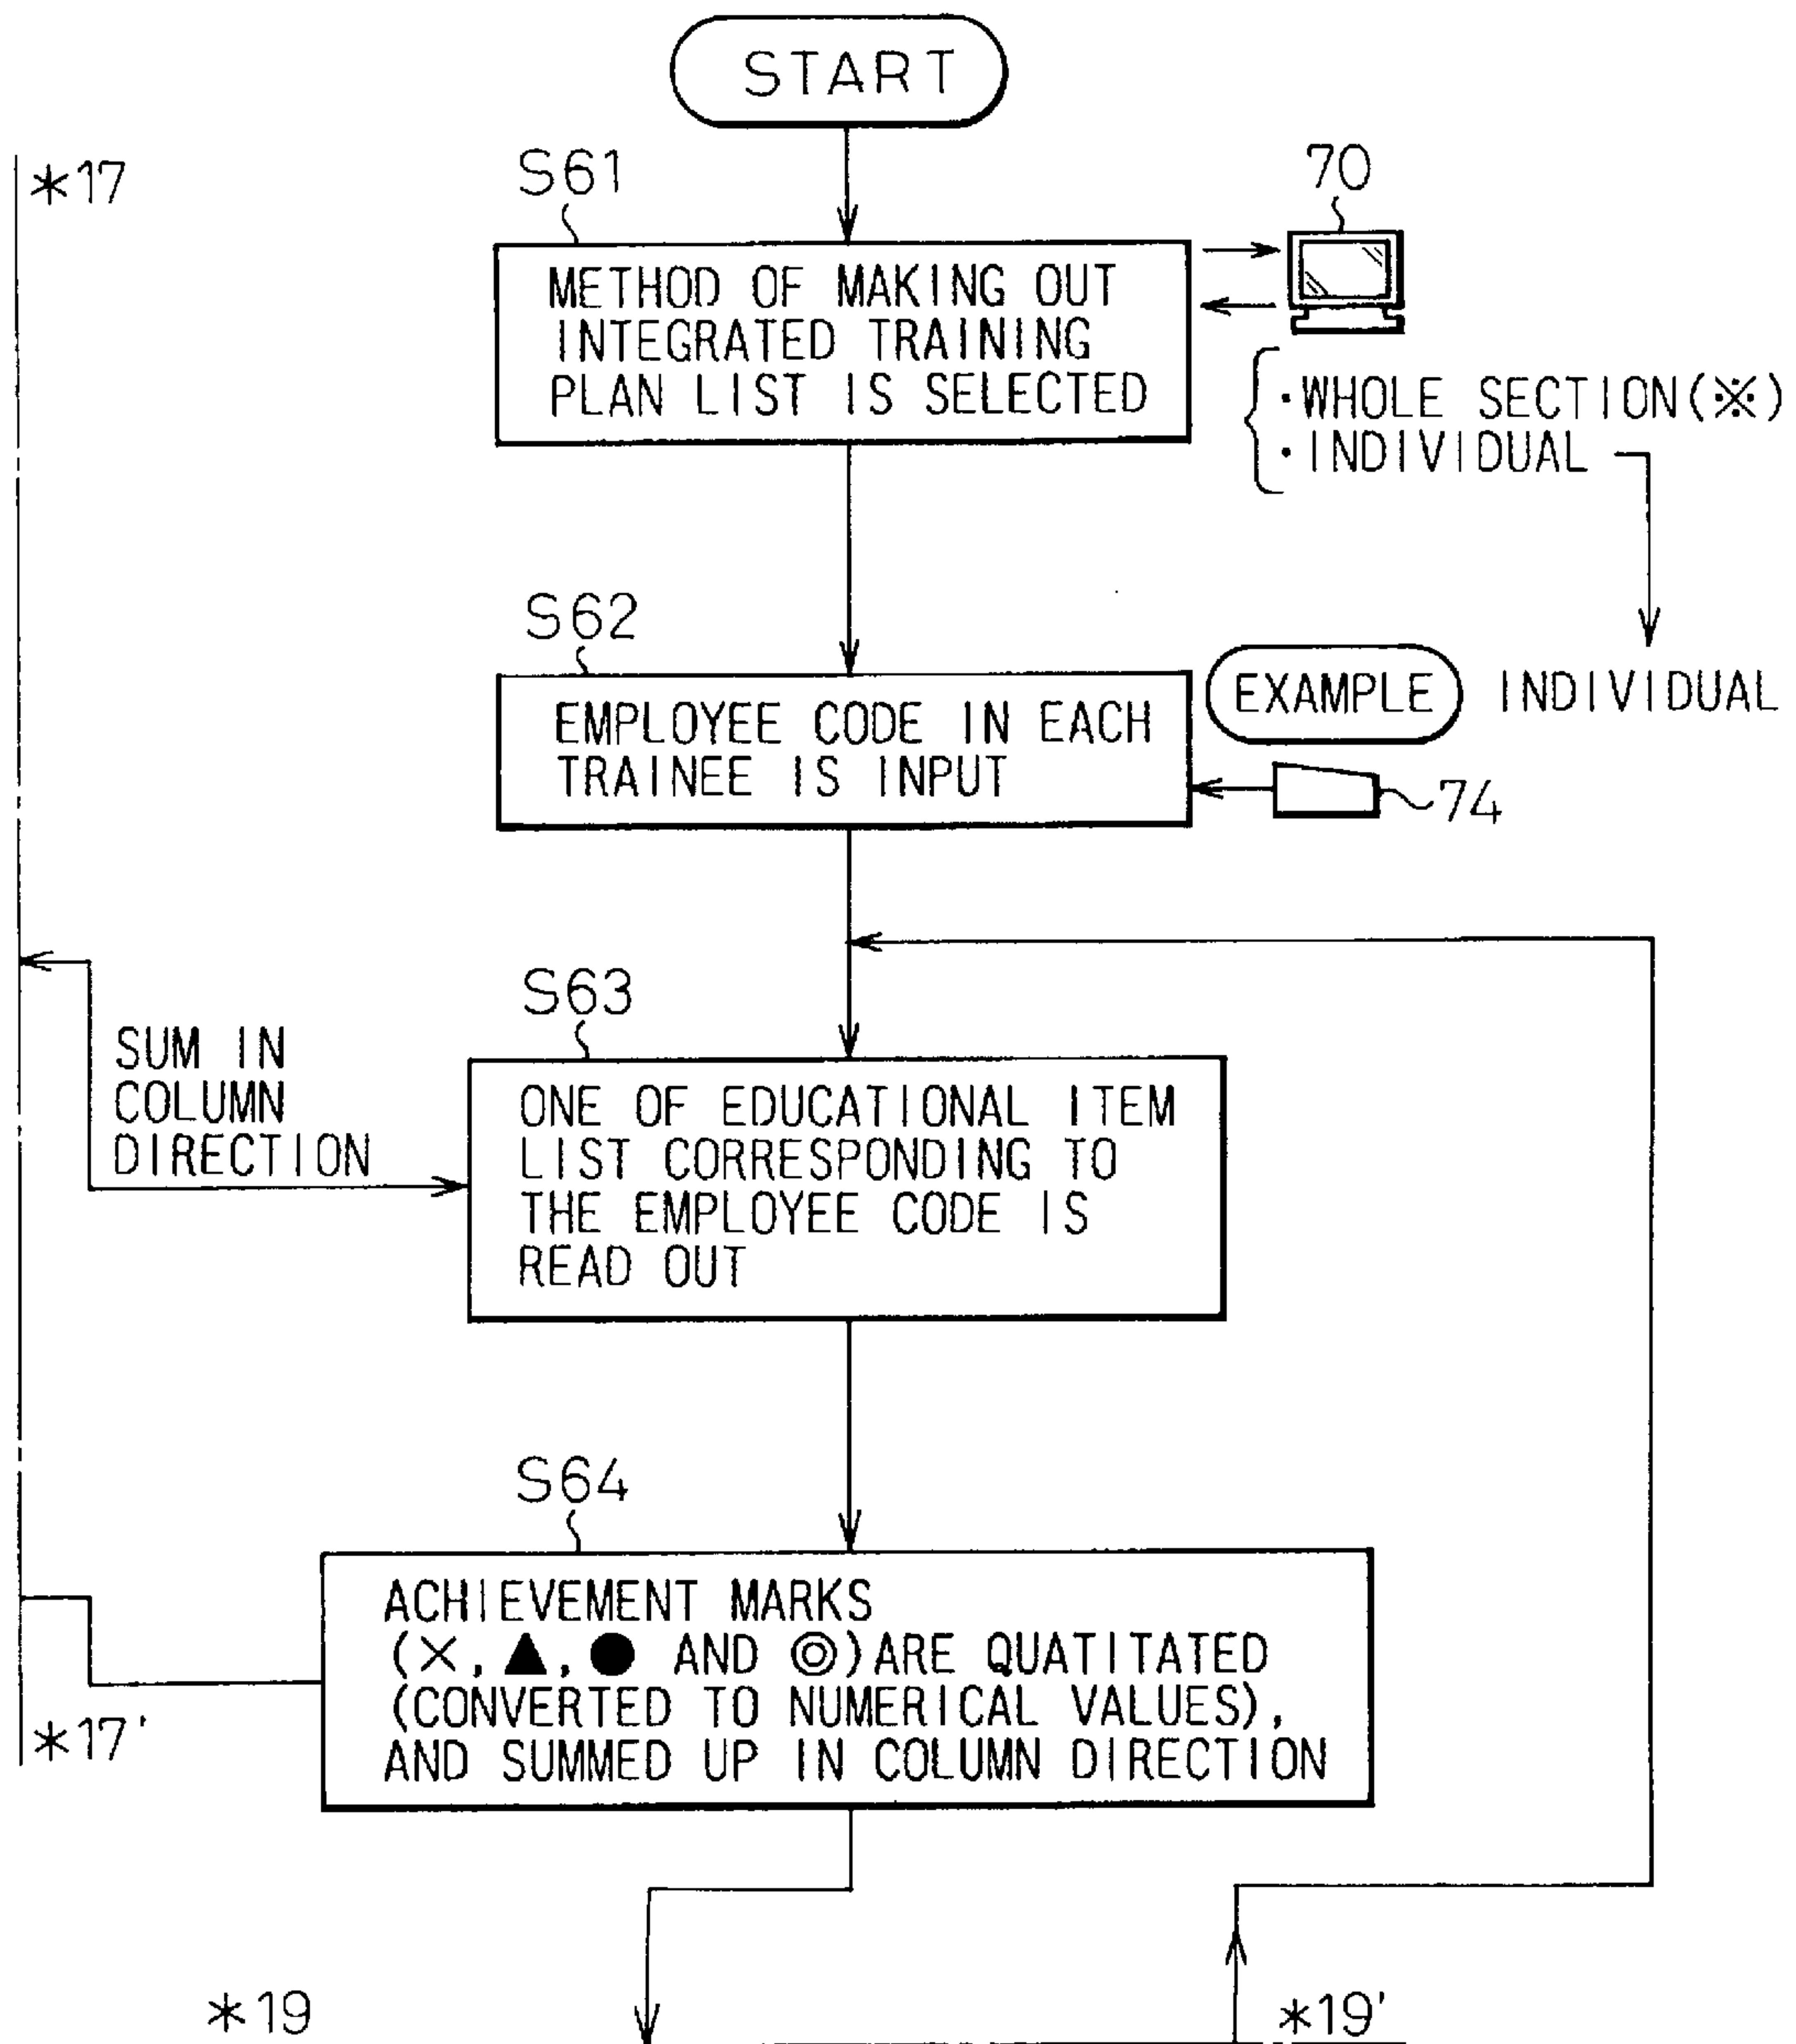 START
*17
S61
70
METHOD OF MAKING OUT
INTEGRATED TRAINING
PLAN LIST IS SELECTED
·WHOLE SECTION(※)
·INDIVIDUAL
S62
EMPLOYEE CODE IN EACH
TRAINEE IS INPUT
EXAMPLE
INDIVIDUAL
74
S63
SUM IN
COLUMN
DIRECTION
ONE OF EDUCATIONAL ITEM
LIST CORRESPONDING TO
THE EMPLOYEE CODE IS
READ OUT
S64
ACHIEVEMENT MARKS
(×, ▲, ● AND ◎)ARE QUATITATED
(CONVERTED TO NUMERICAL VALUES),
AND SUMMED UP IN COLUMN DIRECTION
*17'
*19
*19'